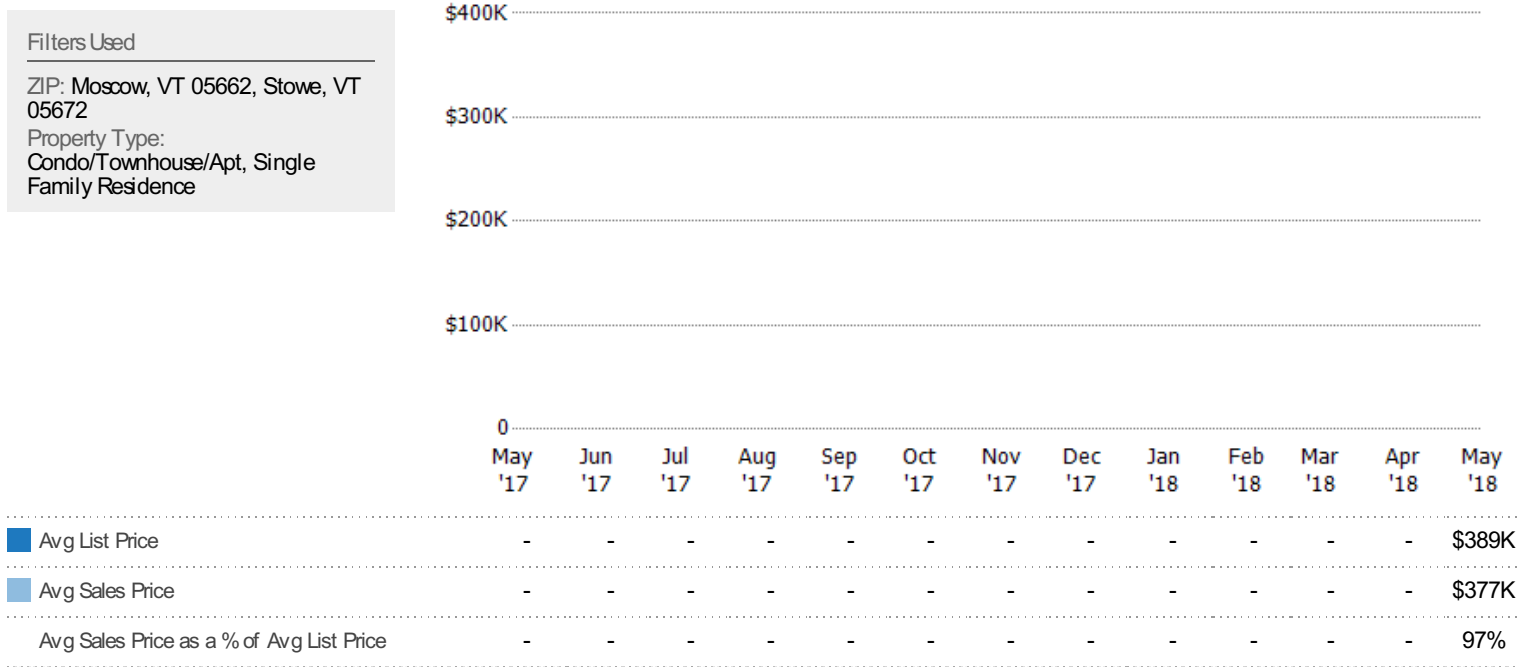 Filters Used
ZIP: Moscow, VT 05662, Stowe, VT
05672
Property Type:
Condo/Townhouse/Apt, Single
Family Residence
$400K
$300K
$200K
$100K
0
May Jun Jul Aug Sep Oct Nov Dec Jan Feb Mar Apr May
'17 '17 '17 '17 '17 '17 '17 '17 '18 '18 '18 '18 '18
Avg List Price - - - - - - - - - - - - $389K
Avg Sales Price - - - - - - - - - - - - $377K
Avg Sales Price as a % of Avg List Price - - - - - - - - - - - - 97%